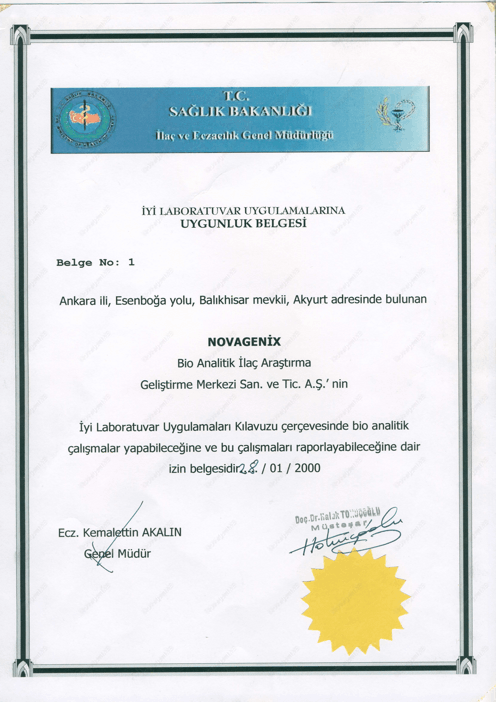 T.C.
SAĞLIK BAKANLIĞI
İlaç ve Eczacılık Genel Müdürlüğü
İYİ LABORATUVAR UYGULAMALARINA
UYGUNLUK BELGESİ
Belge No: 1
Ankara ili, Esenboğa yolu, Balıkhisar mevkii, Akyurt adresinde bulunan
NOVAGENİX
Bio Analitik İlaç Araştırma
Geliştirme Merkezi San. ve Tic. A.Ş.’ nin
İyi Laboratuvar Uygulamaları Kılavuzu çerçevesinde bio analitik
çalışmalar yapabileceğine ve bu çalışmaları raporlayabileceğine dair
izin belgesidir. 28 / 01 / 2000
Doç.Dr.Haluk
Müsteşar
Ecz. Kemalettin AKALIN
Genel Müdür